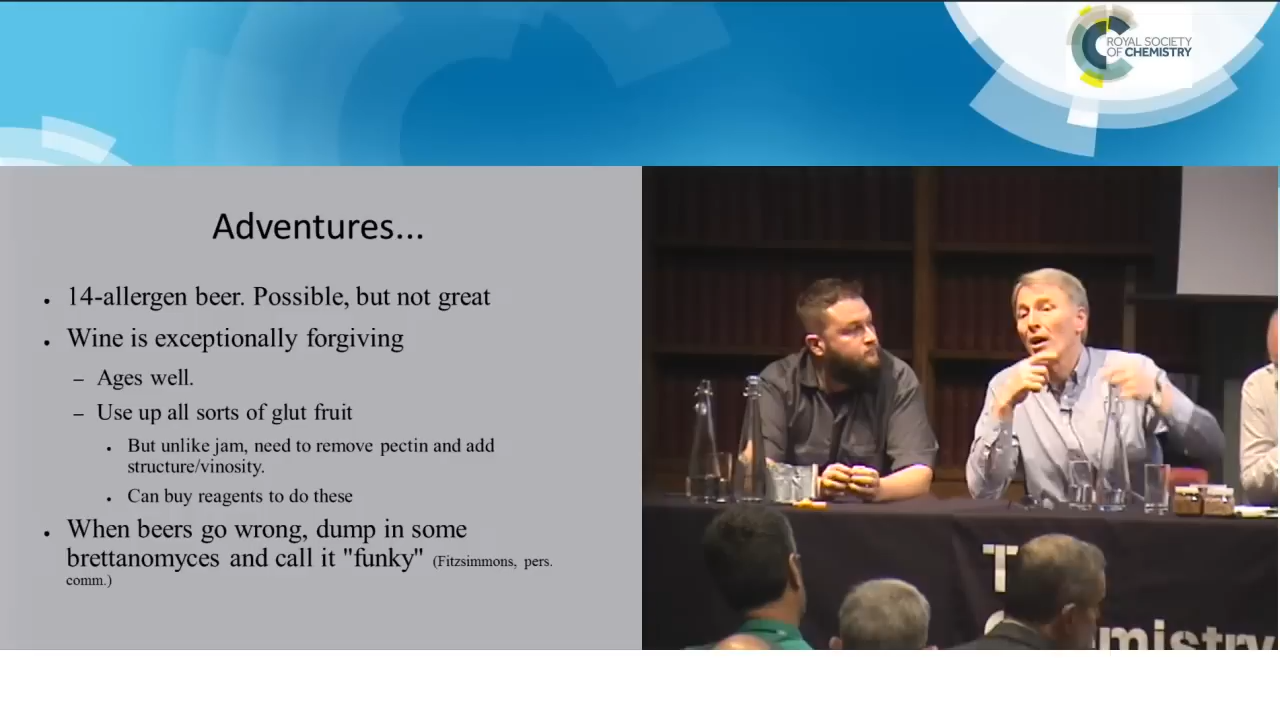 ROYAL SOCIETY
OF CHEMISTRY
Adventures...
• 14-allergen beer. Possible, but not great
• Wine is exceptionally forgiving
– Ages well.
– Use up all sorts of glut fruit
• But unlike jam, need to remove pectin and add
structure/vinosity.
• Can buy reagents to do these
• When beers go wrong, dump in some
brettanomyces and call it "funky" (Fitzsimmons, pers.
comm.)